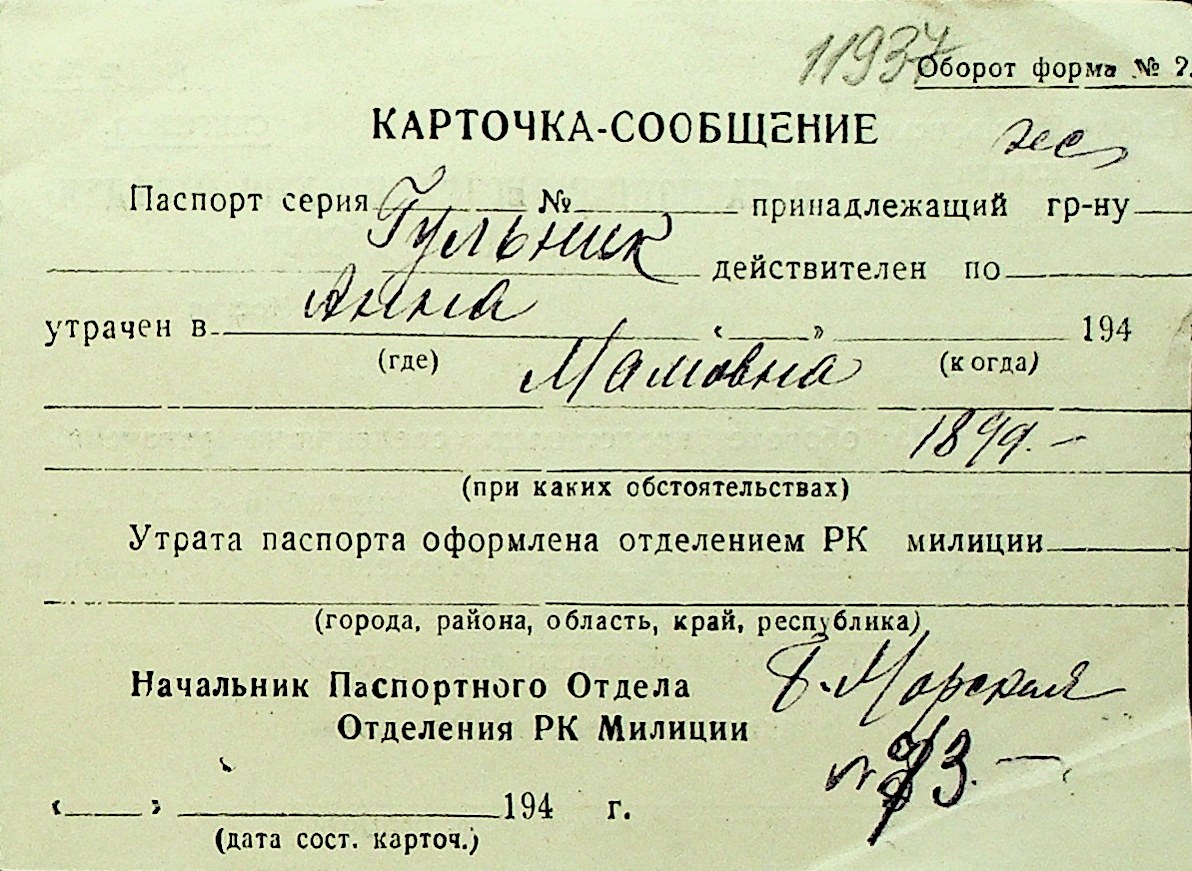 11937
Оборот форма № 2.
КАРТОЧКА-СООБЩЕНИЕ
Паспорт серия № принадлежащий гр-ну
Гульник
действителен по
Анна
утрачен в « » 194
(где) (когда)
Мамовна
1899. –
(при каких обстоятельствах)
Утрата паспорта оформлена отделением РК милиции
(города, района, область, край, республика)
Начальник Паспортного Отдела
Б. Морская
Отделения РК Милиции
« » 194 г.
(дата сост. карточ.)